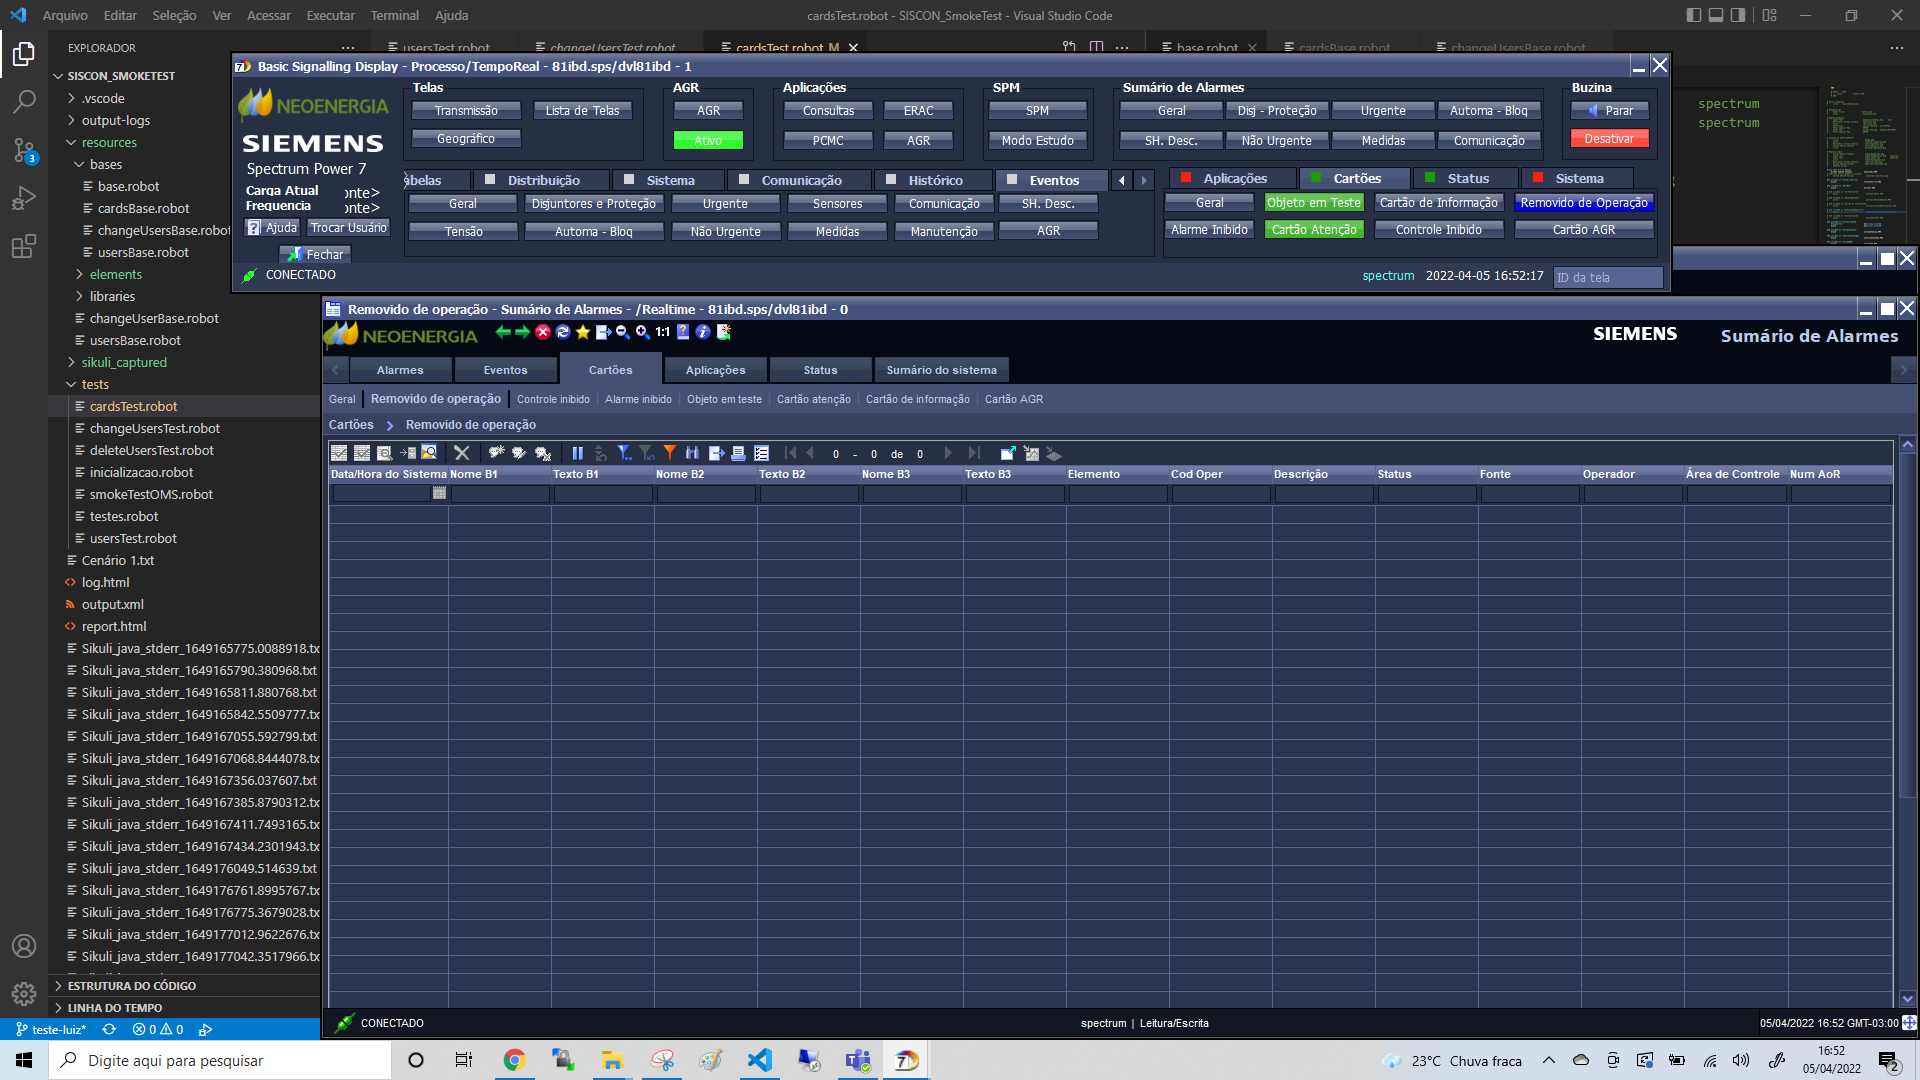 Arquivo Editar Seleção Ver Acessar Executar Terminal Ajuda
cardsTest.robot - SISCON_SmokeTest - Visual Studio Code
EXPLORADOR
usersTest.robot changeUsersTest.robot cardsTest.robot M
base.robot cardsBase.robot changeUsersBase.robot
SISCON_SMOKETEST
.vscode
output-logs
resources
bases
base.robot
cardsBase.robot
changeUsersBase.robot
usersBase.robot
elements
libraries
changeUserBase.robot
usersBase.robot
sikuli_captured
tests
cardsTest.robot
changeUsersTest.robot
deleteUsersTest.robot
inicializacao.robot
smokeTestOMS.robot
testes.robot
usersTest.robot
Cenário 1.txt
log.html
output.xml
report.html
Sikuli_java_stderr_1649165775.0088918.tx
Sikuli_java_stderr_1649165790.380968.txt
Sikuli_java_stderr_1649165811.880768.txt
Sikuli_java_stderr_1649165842.5509777.tx
Sikuli_java_stderr_1649167055.592799.txt
Sikuli_java_stderr_1649167068.8444078.tx
Sikuli_java_stderr_1649167356.037607.txt
Sikuli_java_stderr_1649167385.8790312.tx
Sikuli_java_stderr_1649167411.7493165.tx
Sikuli_java_stderr_1649167434.2301943.tx
Sikuli_java_stderr_1649176049.514639.txt
Sikuli_java_stderr_1649176761.8995767.tx
Sikuli_java_stderr_1649176775.3679028.tx
Sikuli_java_stderr_1649177012.9622676.tx
Sikuli_java_stderr_1649177042.3517966.tx
ESTRUTURA DO CÓDIGO
LINHA DO TEMPO
3
teste-luiz* 0 0
spectrum
spectrum
Basic Signalling Display - Processo/TempoReal - 81ibd.sps/dvl81ibd - 1
NEOENERGIA
SIEMENS
Spectrum Power 7
Carga Atual onte>
Frequencia onte>
Ajuda Trocar Usuário
Fechar
Telas
Transmissão Lista de Telas
Geográfico
AGR
AGR
Ativo
Aplicações
Consultas ERAC
PCMC AGR
SPM
SPM
Modo Estudo
Sumário de Alarmes
Geral Disj - Proteção Urgente Automa - Bloq
SH. Desc. Não Urgente Medidas Comunicação
Buzina
Parar
Desativar
abelas Distribuição Sistema Comunicação Histórico Eventos
Geral Disjuntores e Proteção Urgente Sensores Comunicação SH. Desc.
Tensão Automa - Bloq Não Urgente Medidas Manutenção AGR
Aplicações Cartões Status Sistema
Geral Objeto em Teste Cartão de Informação Removido de Operação
Alarme Inibido Cartão Atenção Controle Inibido Cartão AGR
CONECTADO
spectrum 2022-04-05 16:52:17 ID da tela
Removido de operação - Sumário de Alarmes - /Realtime - 81ibd.sps/dvl81ibd - 0
NEOENERGIA
1:1
SIEMENS Sumário de Alarmes
Alarmes Eventos Cartões Aplicações Status Sumário do sistema
Geral Removido de operação Controle inibido Alarme inibido Objeto em teste Cartão atenção Cartão de informação Cartão AGR
Cartões Removido de operação
0 - 0 de 0
Data/Hora do Sistema Nome B1 Texto B1 Nome B2 Texto B2 Nome B3 Texto B3 Elemento Cod Oper Descrição Status Fonte Operador Área de Controle Num AoR
CONECTADO
spectrum | Leitura/Escrita
05/04/2022 16:52 GMT-03:00
Digite aqui para pesquisar
23°C Chuva fraca
16:52
05/04/2022
2